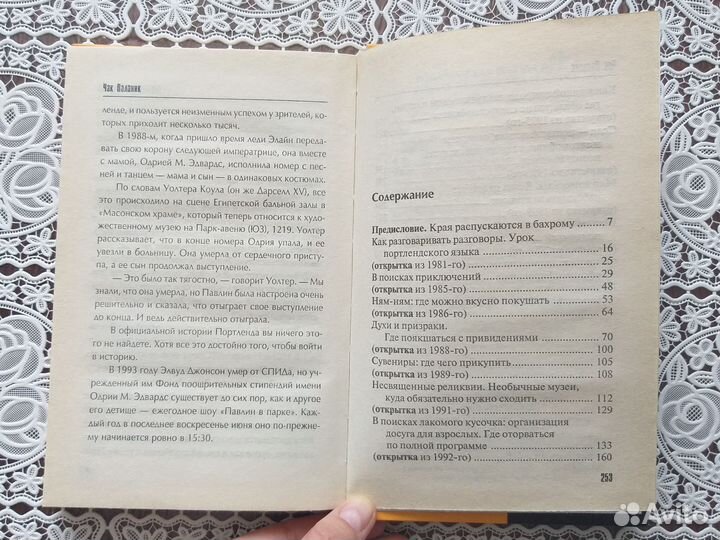 Чак Паланик
ленде, и пользуется неизменным успехом у зрителей, ко-
торых приходит несколько тысяч.
В 1988-м, когда пришло время леди Элайн переда-
вать свою корону следующей императрице, она вместе
с мамой, Одрией М. Эдвардс, исполнила номер с пес-
ней и танцем — мама и сын — в одинаковых костюмах.
По словам Уолтера Коула (он же Дарселл XV), все
это происходило на сцене Египетской бальной залы в
«Масонском храме», который теперь относится к худо-
жественному музею на Парк-авеню (ЮЗ), 1219. Уолтер
рассказывает, что в конце номера Одрия упала, и ее
увезли в больницу. Она умерла от сердечного присту-
па, а ее сын продолжал выступление.
— Это было так тягостно, — говорит Уолтер. — Мы
знали, что она умерла, но Павлин была настроена очень
решительно и сказала, что отыграет свое выступление
до конца. И ведь действительно отыграла.
В официальной истории Портленда вы ничего это-
го не найдете. Хотя все это достойно того, чтобы войти
в историю.
В 1993 году Элвуд Джонсон умер от СПИДа, но уч-
режденный им Фонд поощрительных стипендий имени
Одрии М. Эдвардс существует до сих пор, как и другое
его детище — ежегодное шоу «Павлин в парке». Каж-
дый год в последнее воскресенье июня оно по-преж-
нему начинается ровно в 15:30.
Содержание
Предисловие. Края распускаются в бахрому ..... 7
Как разговаривать разговоры. Урок
портлендского языка ..... 16
(открытка из 1981-го) ..... 25
В поисках приключений ..... 29
(открытка из 1985-го) ..... 48
Ням-ням: где можно вкусно покушать ..... 53
(открытка из 1986-го) ..... 64
Духи и призраки.
Где поякшаться с привидениями ..... 70
(открытка из 1988-го) ..... 100
Сувениры: где чего прикупить ..... 105
(открытка из 1989-го) ..... 108
Несвященные реликвии. Необычные музеи,
куда обязательно нужно сходить ..... 112
(открытка из 1991-го) ..... 129
В поисках лакомого кусочка: организация
досуга для взрослых. Где оторваться
по полной программе ..... 133
(открытка из 1992-го) ..... 160
253
Avito